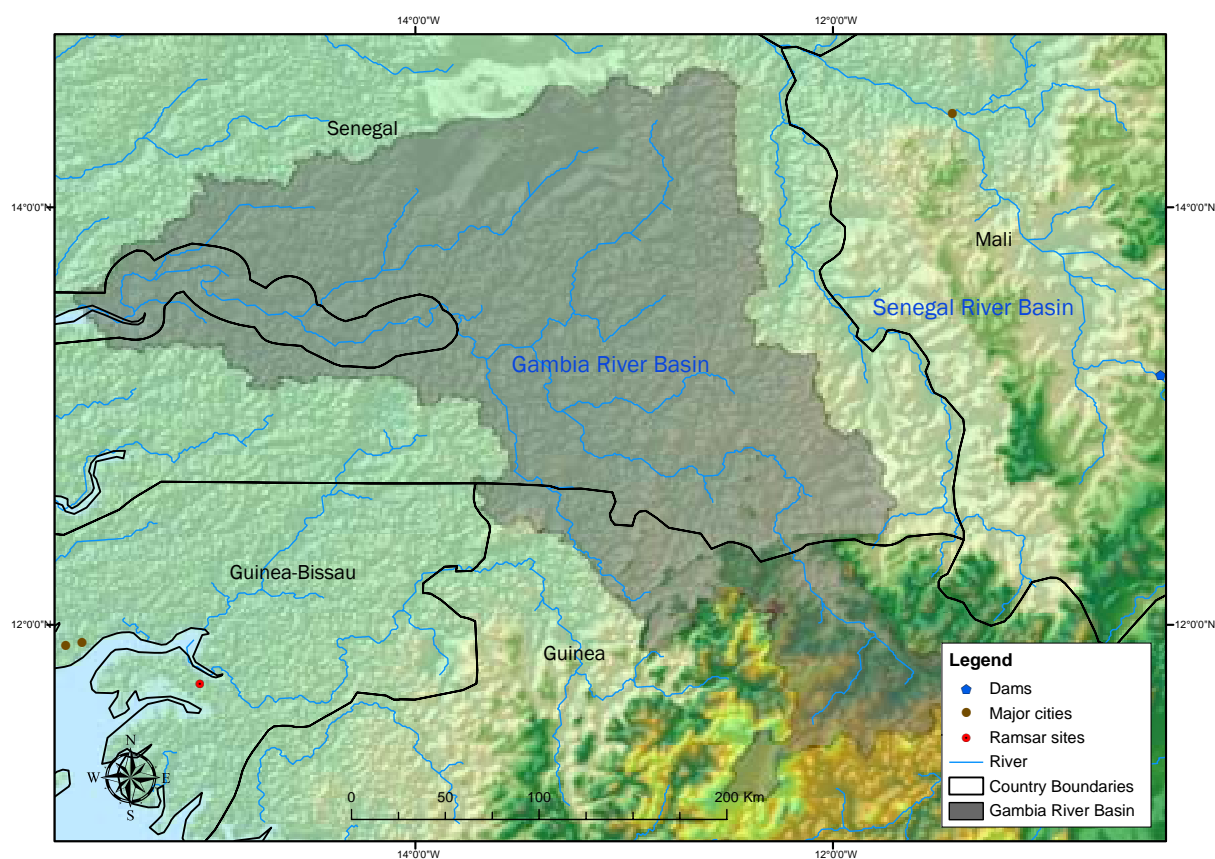 14°0'0"W
12°0'0"W
Senegal
14°0'0"N
14°0'0"N
Mali
Senegal River Basin
Gambia River Basin
Guinea-Bissau
12°0'0"N
12°0'0"N
Guinea
Legend
Dams
Major cities
Ramsar sites
River
Country Boundaries
Gambia River Basin
N
W
E
S
0
50
100
200 Km
14°0'0"W
12°0'0"W